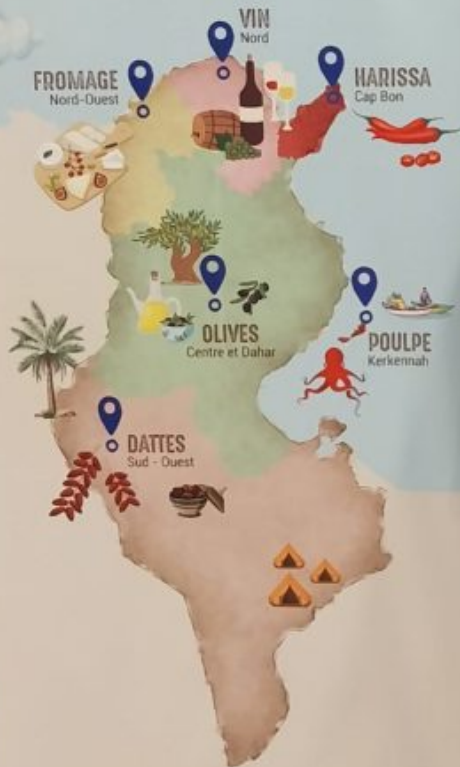 VIN
Nord
FROMAGE
Nord-Ouest
HARISSA
Cap Bon
OLIVES
Centre et Dahar
POULPE
Kerkennah
DATTES
Sud - Ouest